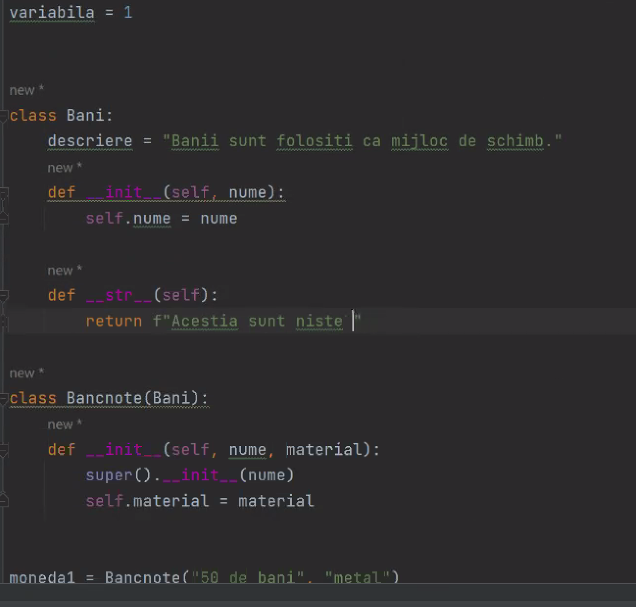 variabila = 1
new *
class Bani:
descriere = "Banii sunt folositi ca mijloc de schimb."
new *
def __init__(self, nume):
self.nume = nume
new *
def __str__(self):
return f"Acestia sunt niste "
new *
class Bancnote(Bani):
new *
def __init__(self, nume, material):
super().__init__(nume)
self.material = material
moneda1 = Bancnote("50 de bani", "metal")